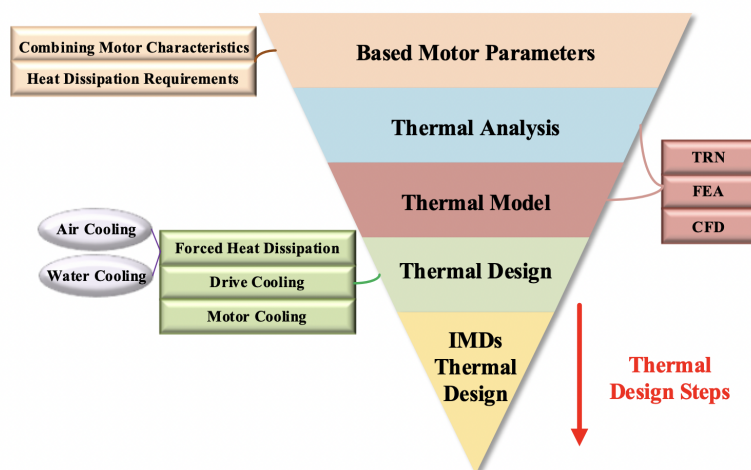 Combining Motor Characteristics
Heat Dissipation Requirements
Based Motor Parameters
Thermal Analysis
Thermal Model
TRN
FEA
CFD
Air Cooling
Water Cooling
Forced Heat Dissipation
Drive Cooling
Motor Cooling
Thermal Design
IMDs
Thermal
Design
Thermal
Design Steps